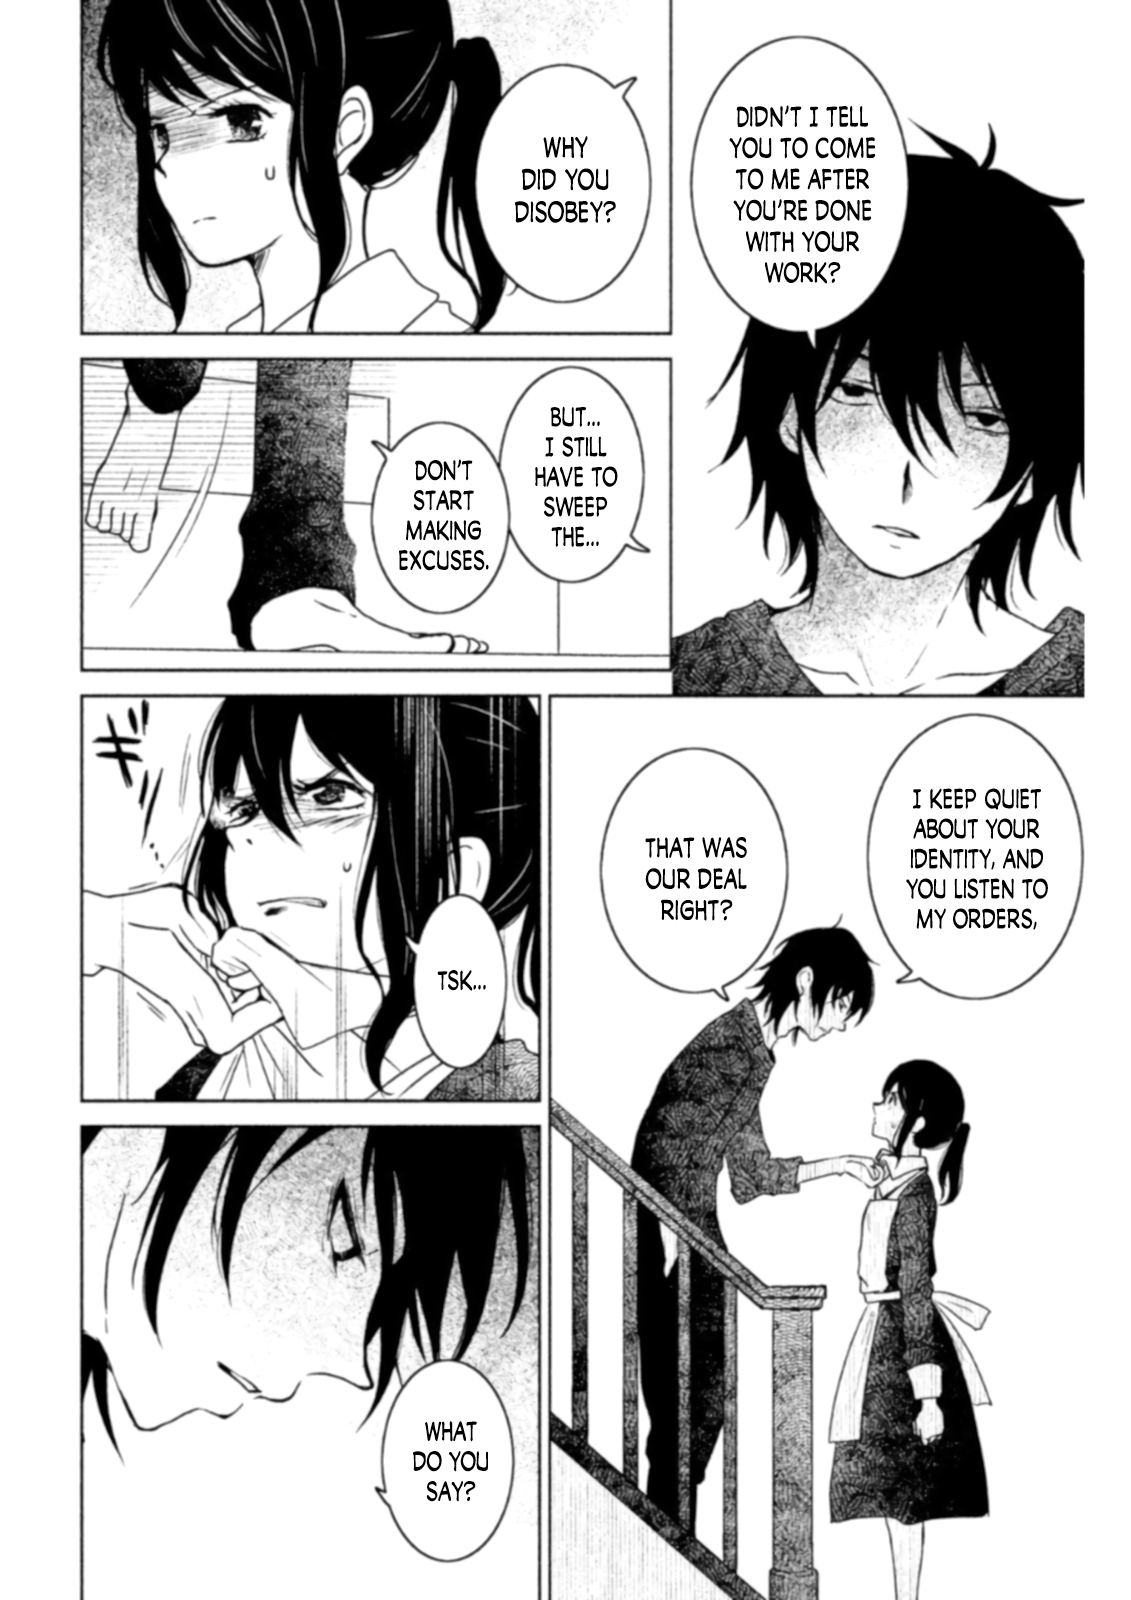 DIDN'T I TELL
YOU TO COME
TO ME AFTER
YOU'RE DONE
WITH YOUR
WORK?
WHY
DID YOU
DISOBEY?
BUT...
I STILL
HAVE TO
SWEEP
THE...
DON'T
START
MAKING
EXCUSES.
I KEEP QUIET
ABOUT YOUR
IDENTITY, AND
YOU LISTEN TO
MY ORDERS,
THAT WAS
OUR DEAL
RIGHT?
ギ
TSK...
WHAT
DO YOU
SAY?